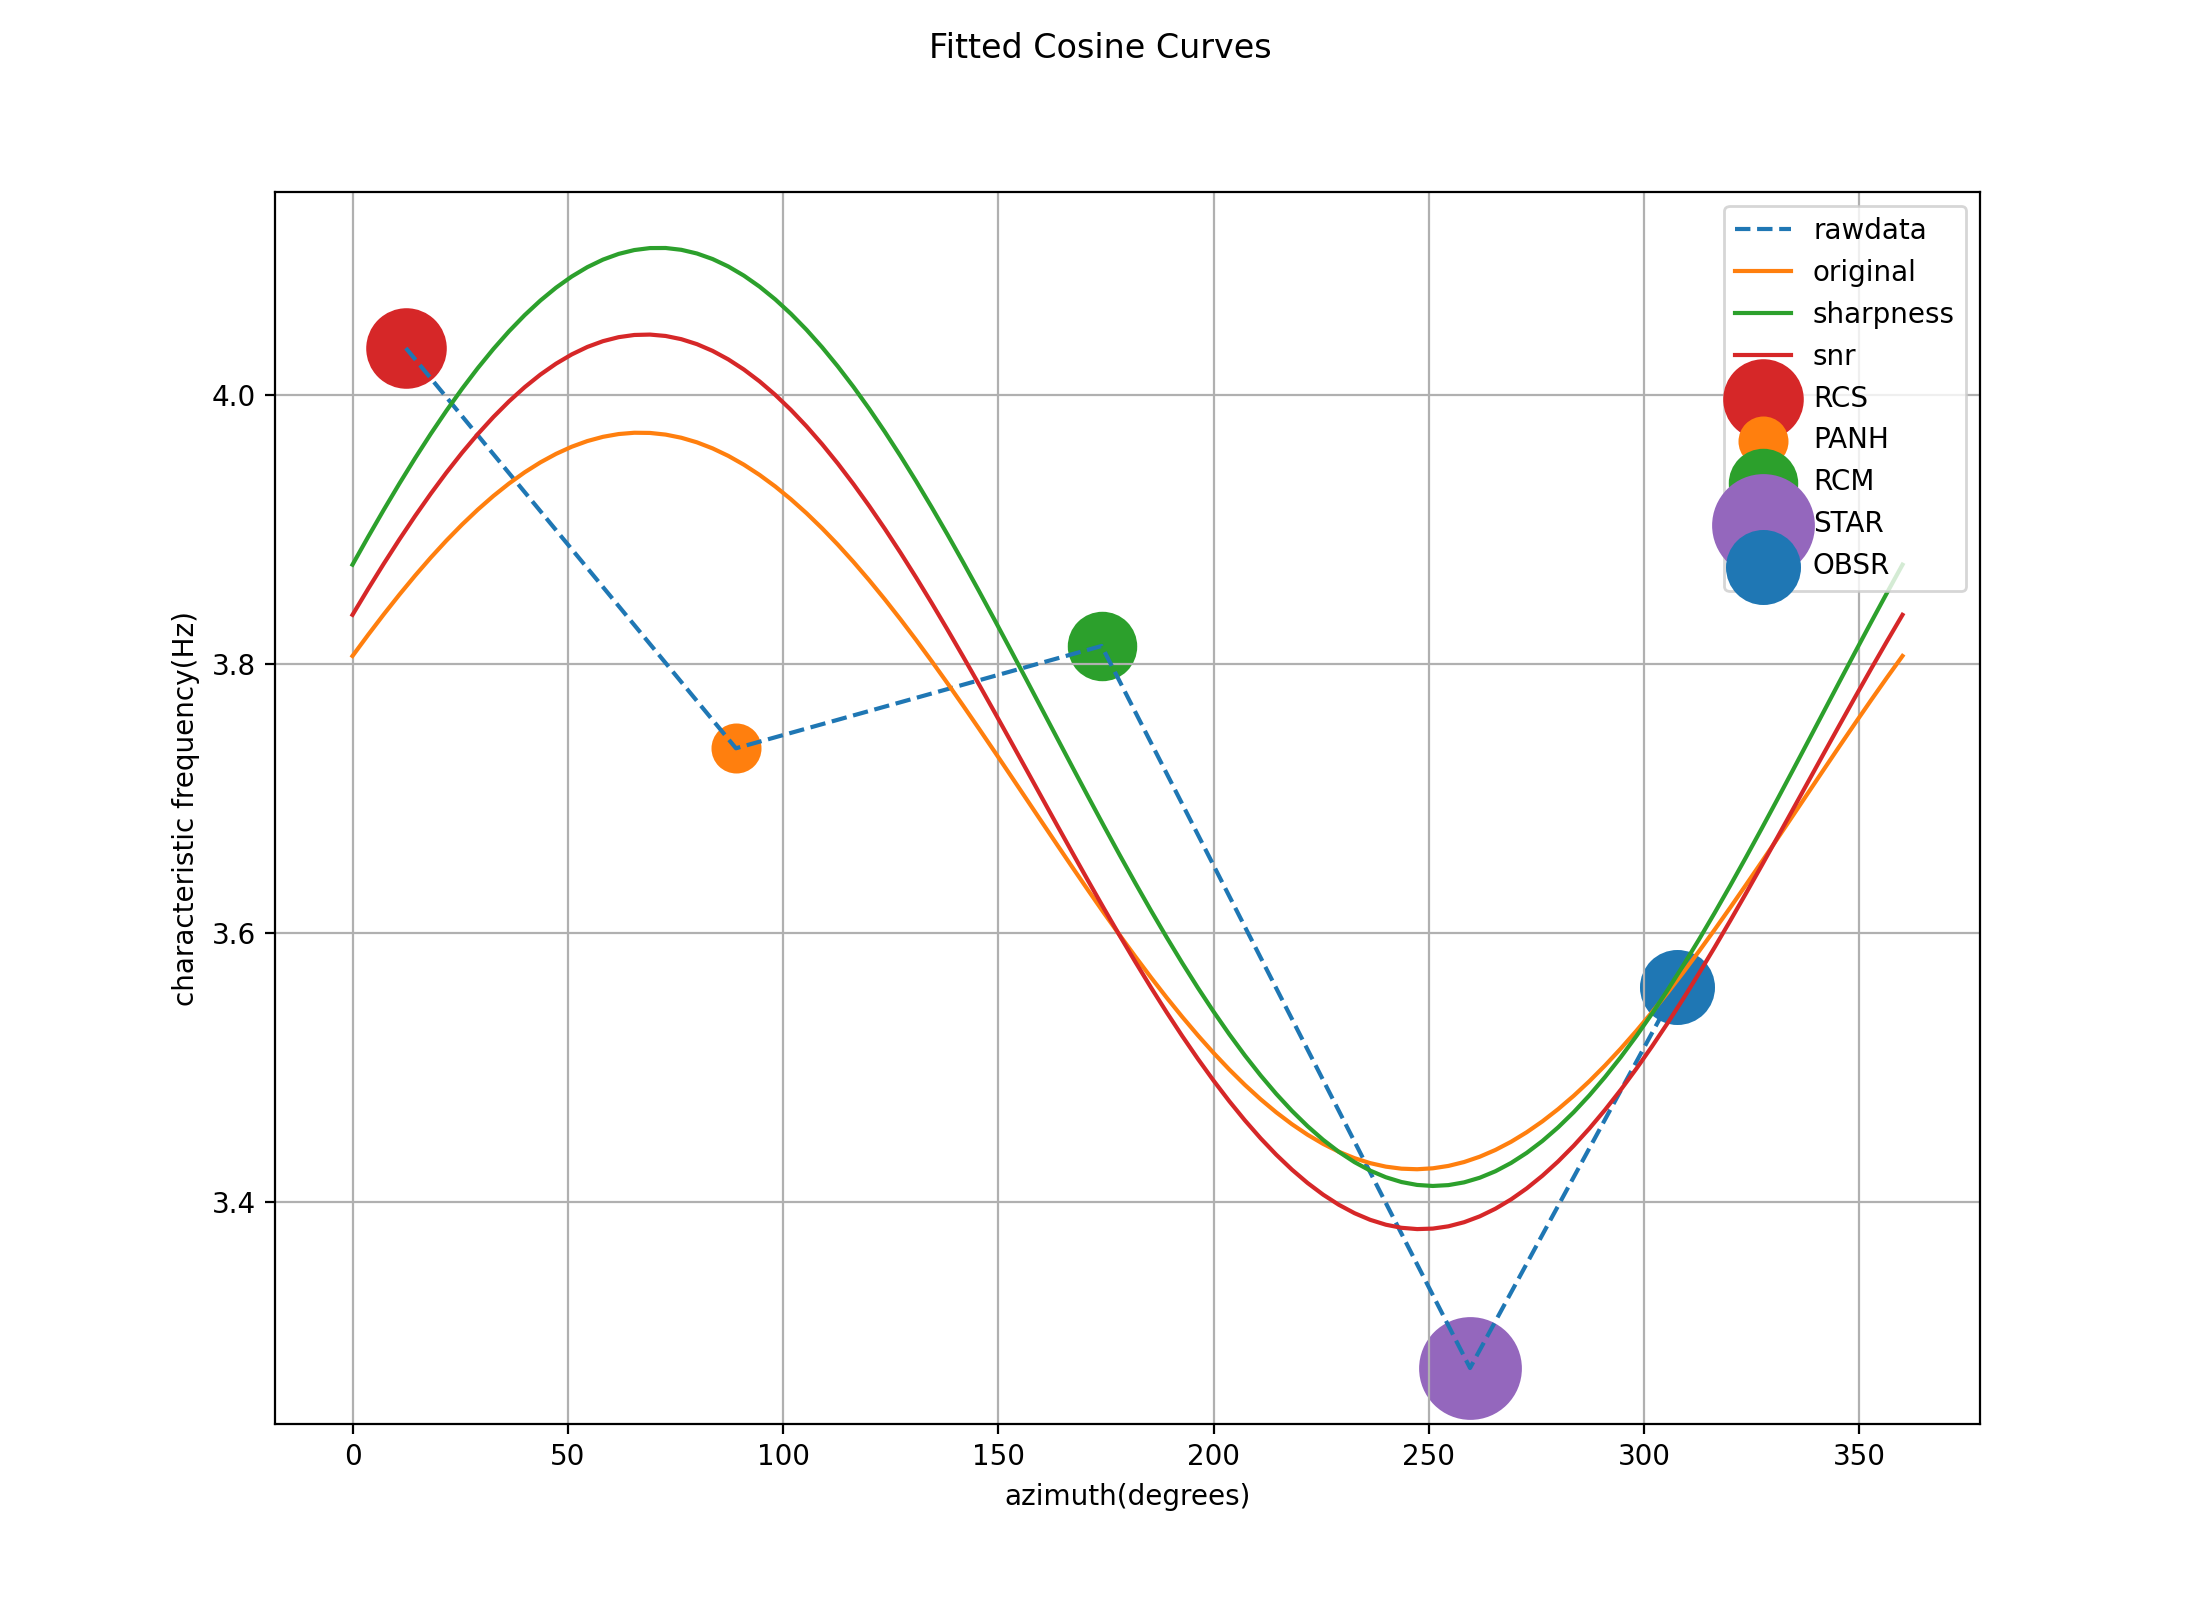 Fitted Cosine Curves
rawdata
original
sharpness
snr
RCS
PANH
RCM
STAR
OBSR
4.0
3.8
3.6
3.4
characteristic frequency(Hz)
0 50 100 150 200 250 300 350
azimuth(degrees)